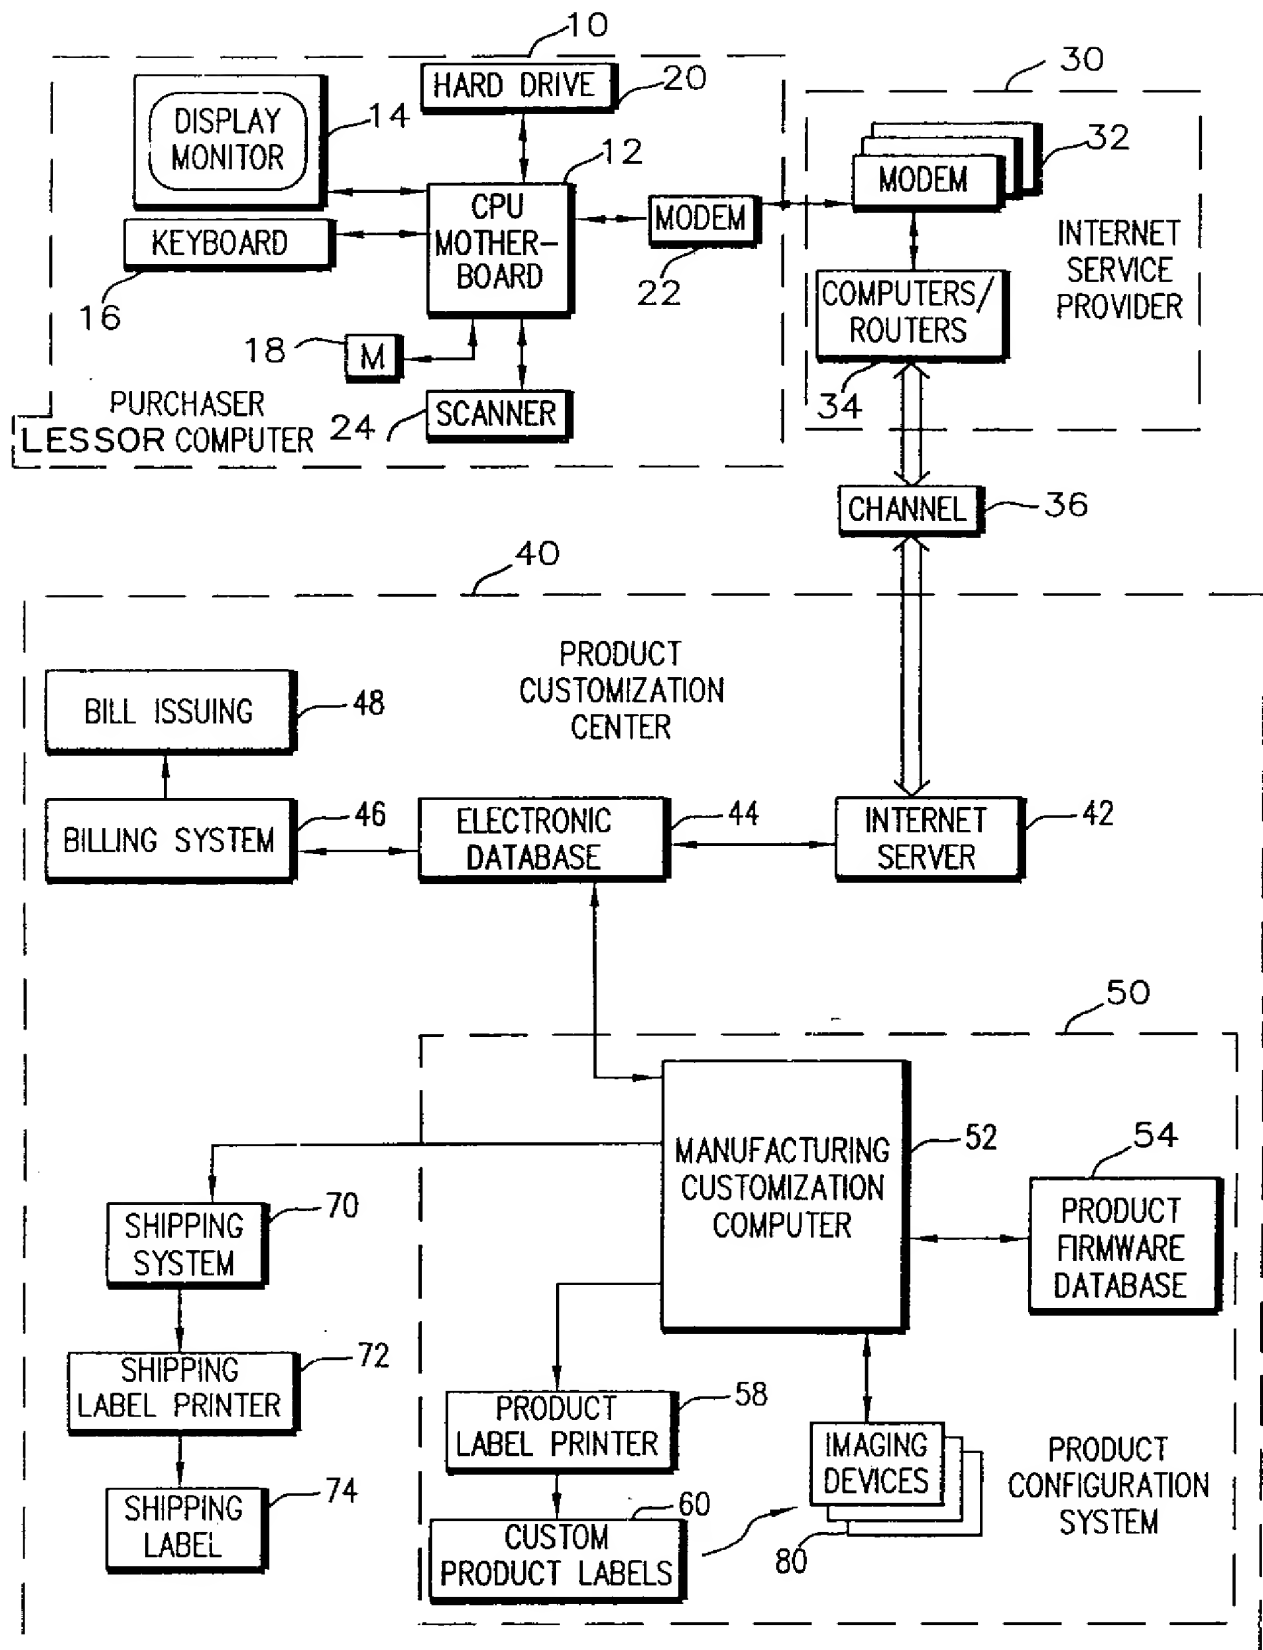 10
HARD DRIVE
20
DISPLAY
MONITOR
14
12
CPU
MOTHER-
BOARD
KEYBOARD
16
MODEM
22
18
M
SCANNER
24
PURCHASER
LESSOR COMPUTER
30
32
MODEM
INTERNET
SERVICE
PROVIDER
COMPUTERS/
ROUTERS
34
CHANNEL
36
40
PRODUCT
CUSTOMIZATION
CENTER
BILL ISSUING
48
BILLING SYSTEM
46
ELECTRONIC
DATABASE
44
INTERNET
SERVER
42
50
MANUFACTURING
CUSTOMIZATION
COMPUTER
52
54
PRODUCT
FIRMWARE
DATABASE
SHIPPING
SYSTEM
70
SHIPPING
LABEL PRINTER
72
SHIPPING
LABEL
74
PRODUCT
LABEL PRINTER
58
60
CUSTOM
PRODUCT LABELS
IMAGING
DEVICES
80
PRODUCT
CONFIGURATION
SYSTEM